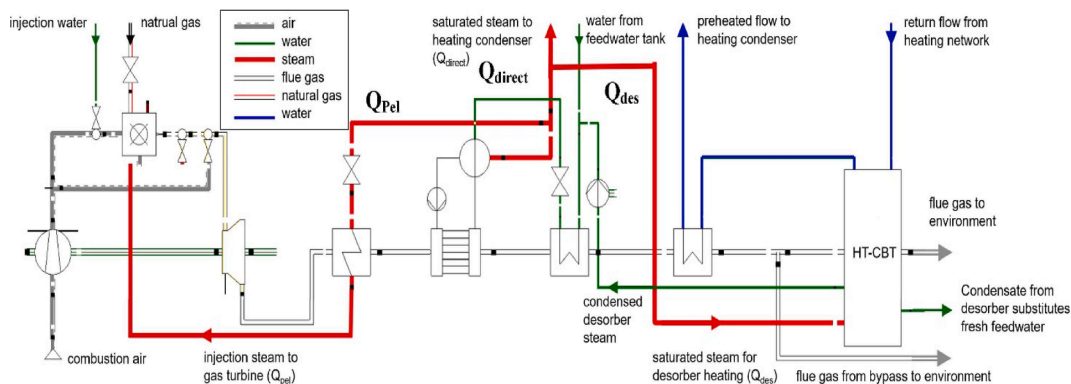 injection water
natrual gas
air
water
steam
flue gas
natural gas
water
saturated steam to
heating condenser
(Qdirect)
water from
feedwater tank
preheated flow to
heating condenser
return flow from
heating network
Qdirect
QPel
Qdes
HT-CBT
flue gas to
environment
condensed
desorber
steam
Condensate from
desorber substitutes
fresh feedwater
combustion air
injection steam to
gas turbine (Qpel)
saturated steam for
desorber heating (Qdes)
flue gas from bypass to environment